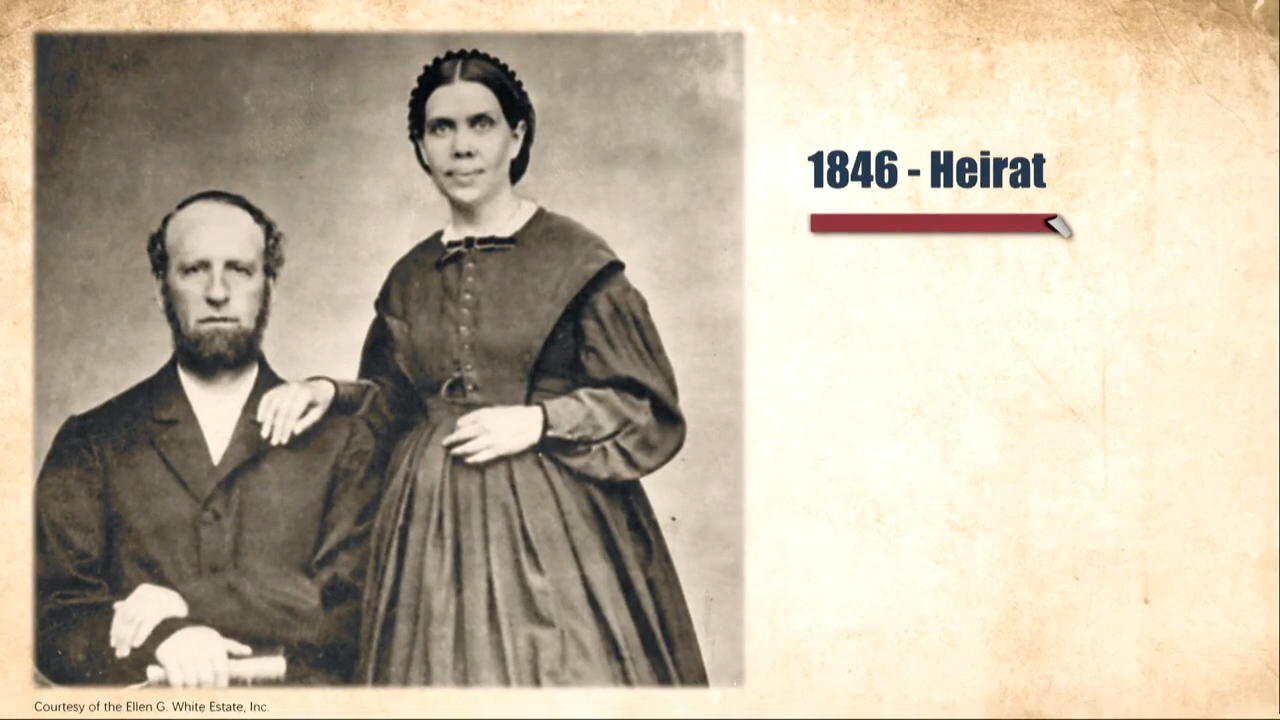 1846 - Heirat
Courtesy of the Ellen G. White Estate, Inc.